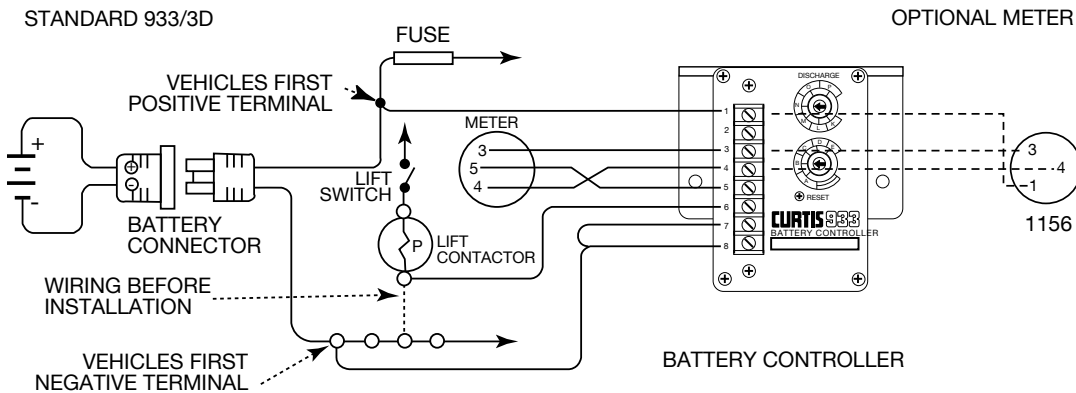 STANDARD 933/3D
OPTIONAL METER
FUSE
VEHICLES FIRST
POSITIVE TERMINAL
METER
3
5
4
LIFT
SWITCH
P
LIFT
CONTACTOR
+
-
+
-
BATTERY
CONNECTOR
WIRING BEFORE
INSTALLATION
VEHICLES FIRST
NEGATIVE TERMINAL
1
2
3
4
5
6
7
8
DISCHARGE
RESET
CURTIS 933
BATTERY CONTROLLER
BATTERY CONTROLLER
3
4
1
1156